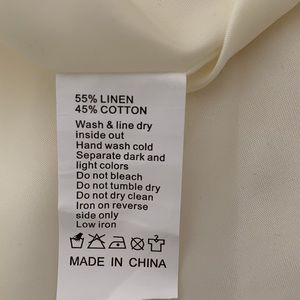 55% LINEN
45% COTTON
Wash & line dry
inside out
Hand wash cold
Separate dark and
light colors
Do not bleach
Do not tumble dry
Do not dry clean
Iron on reverse
side only
Low iron
MADE IN CHINA